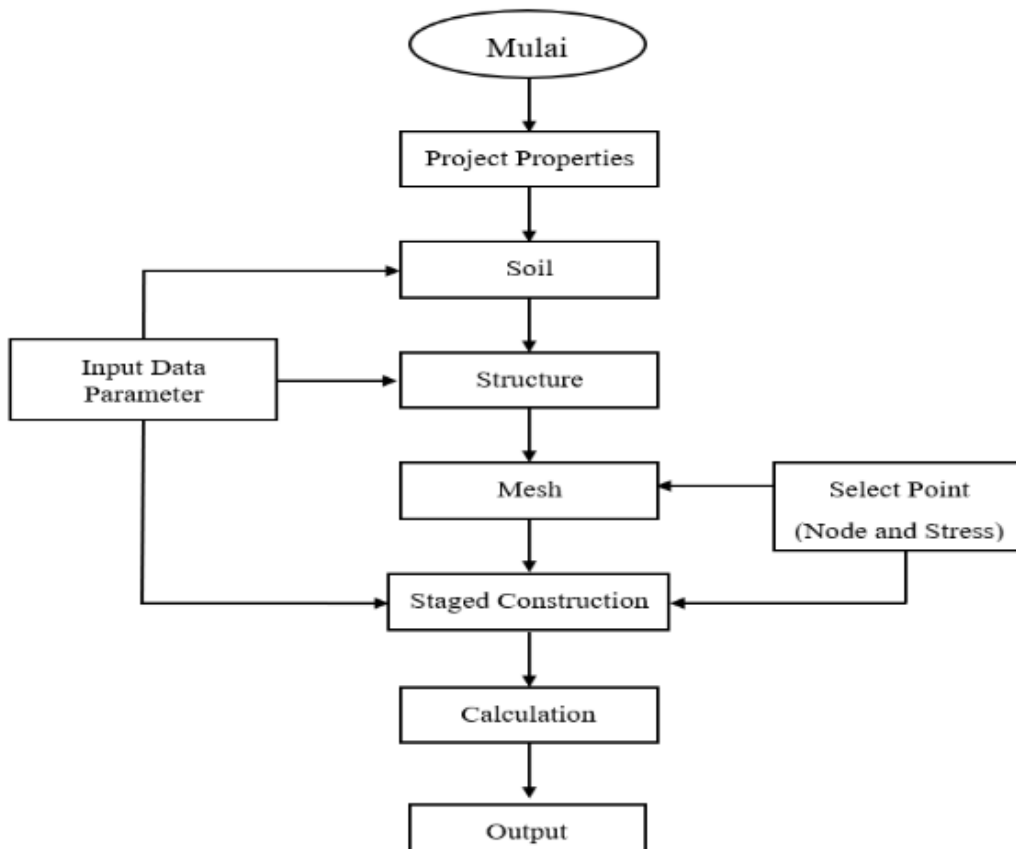 Mulai
Project Properties
Soil
Input Data
Parameter
Structure
Mesh
Select Point
(Node and Stress)
Staged Construction
Calculation
Output